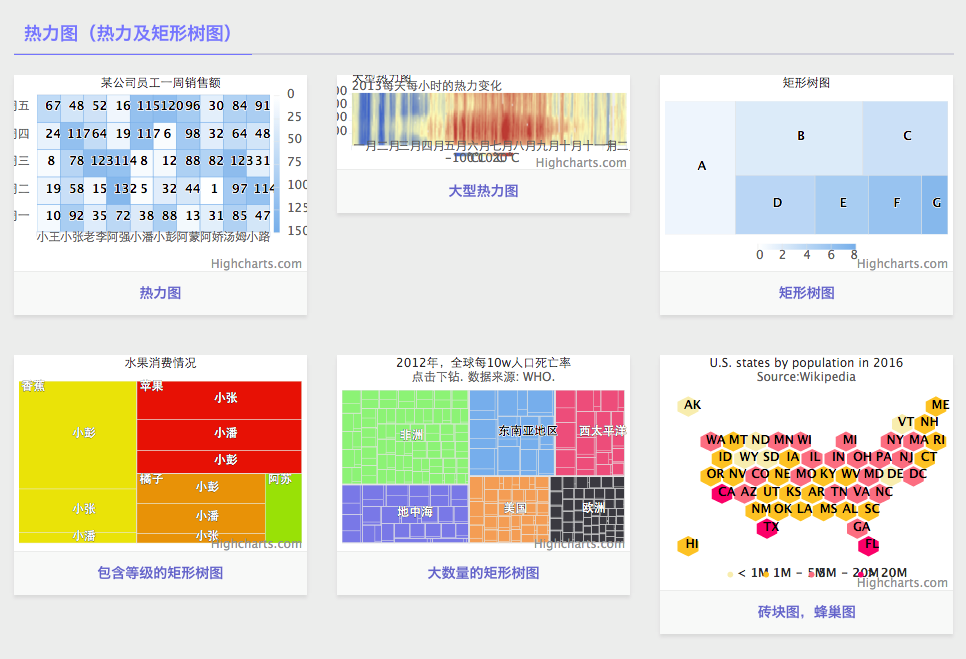 热力图（热力及矩形树图）
某公司员工一周销售额
五 67 48 52 16 115 120 96 30 84 91
四 24 117 64 19 117 6 98 32 64 48
三 8 78 123 114 8 12 88 82 123 31
二 19 58 15 132 5 32 44 1 97 114
一 10 92 35 72 38 88 13 31 85 47
小王 小张 老李 阿强 小潘 小彭 阿蒙 阿娇 汤姆 小路
0
25
50
75
100
125
150
Highcharts.com
热力图
大型热力图
2013每天每小时的热力变化
一月 二月 三月 四月 五月 六月 七月 八月 九月 十月 十一月 二
-10℃ 0℃ 20℃
Highcharts.com
大型热力图
矩形树图
A B C
D E F G
0 2 4 6 8
Highcharts.com
矩形树图
水果消费情况
香蕉 苹果
小张
小彭 小潘
小彭
橘子 阿苏
小彭
小张 小潘
小潘 小张
Highcharts.com
包含等级的矩形树图
2012年，全球每10w人口死亡率
点击下钻. 数据来源: WHO.
非洲 东南亚地区 西太平洋
地中海 美国 欧洲
Highcharts.com
大数量的矩形树图
U.S. states by population in 2016
Source:Wikipedia
AK ME
VT NH
WA MT ND MN WI MI NY MA RI
ID WY SD IA IL IN OH PA NJ CT
OR NV CO NE MO KY WV MD DE DC
CA AZ UT KS AR TN VA NC
NM OK LA MS AL SC
TX GA
HI FL
< 1M 1M - 5M 5M - 20M > 20M
Highcharts.com
砖块图，蜂巢图